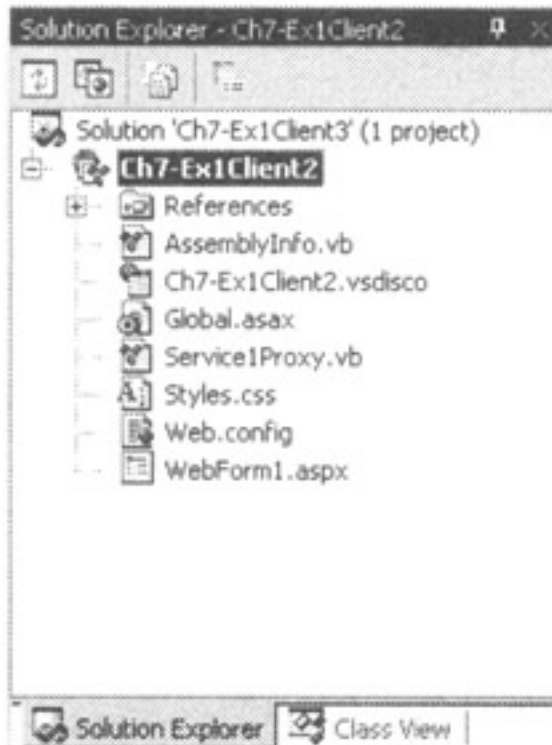 Solution Explorer - Ch7-Ex1Client2
Solution 'Ch7-Ex1Client3' (1 project)
Ch7-Ex1Client2
References
AssemblyInfo.vb
Ch7-Ex1Client2.vsdisco
Global.asax
Service1Proxy.vb
Styles.css
Web.config
WebForm1.aspx
Solution Explorer
Class View